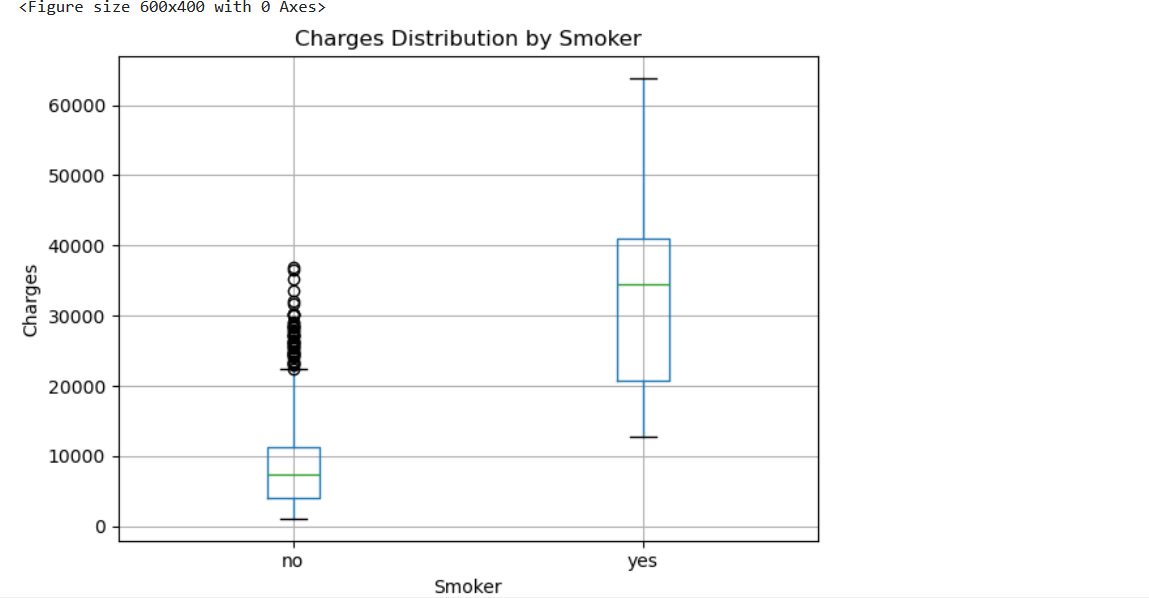 <Figure size 600x400 with 0 Axes>
Charges Distribution by Smoker
60000
50000
40000
30000
20000
10000
0
Charges
no yes
Smoker